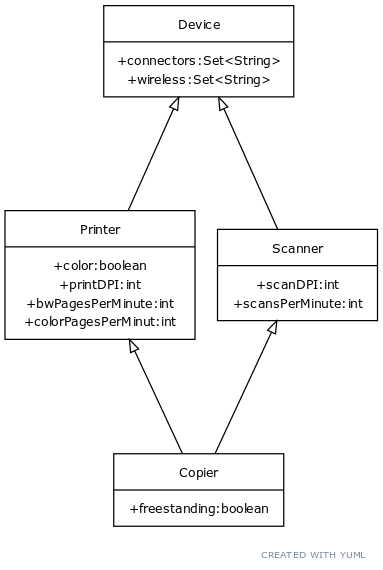 Device
+connectors:Set<String>
+wireless:Set<String>
Printer
+color:boolean
+printDPI:int
+bwPagesPerMinute:int
+colorPagesPerMinut:int
Scanner
+scanDPI:int
+scansPerMinute:int
Copier
+freestanding:boolean
CREATED WITH YUML